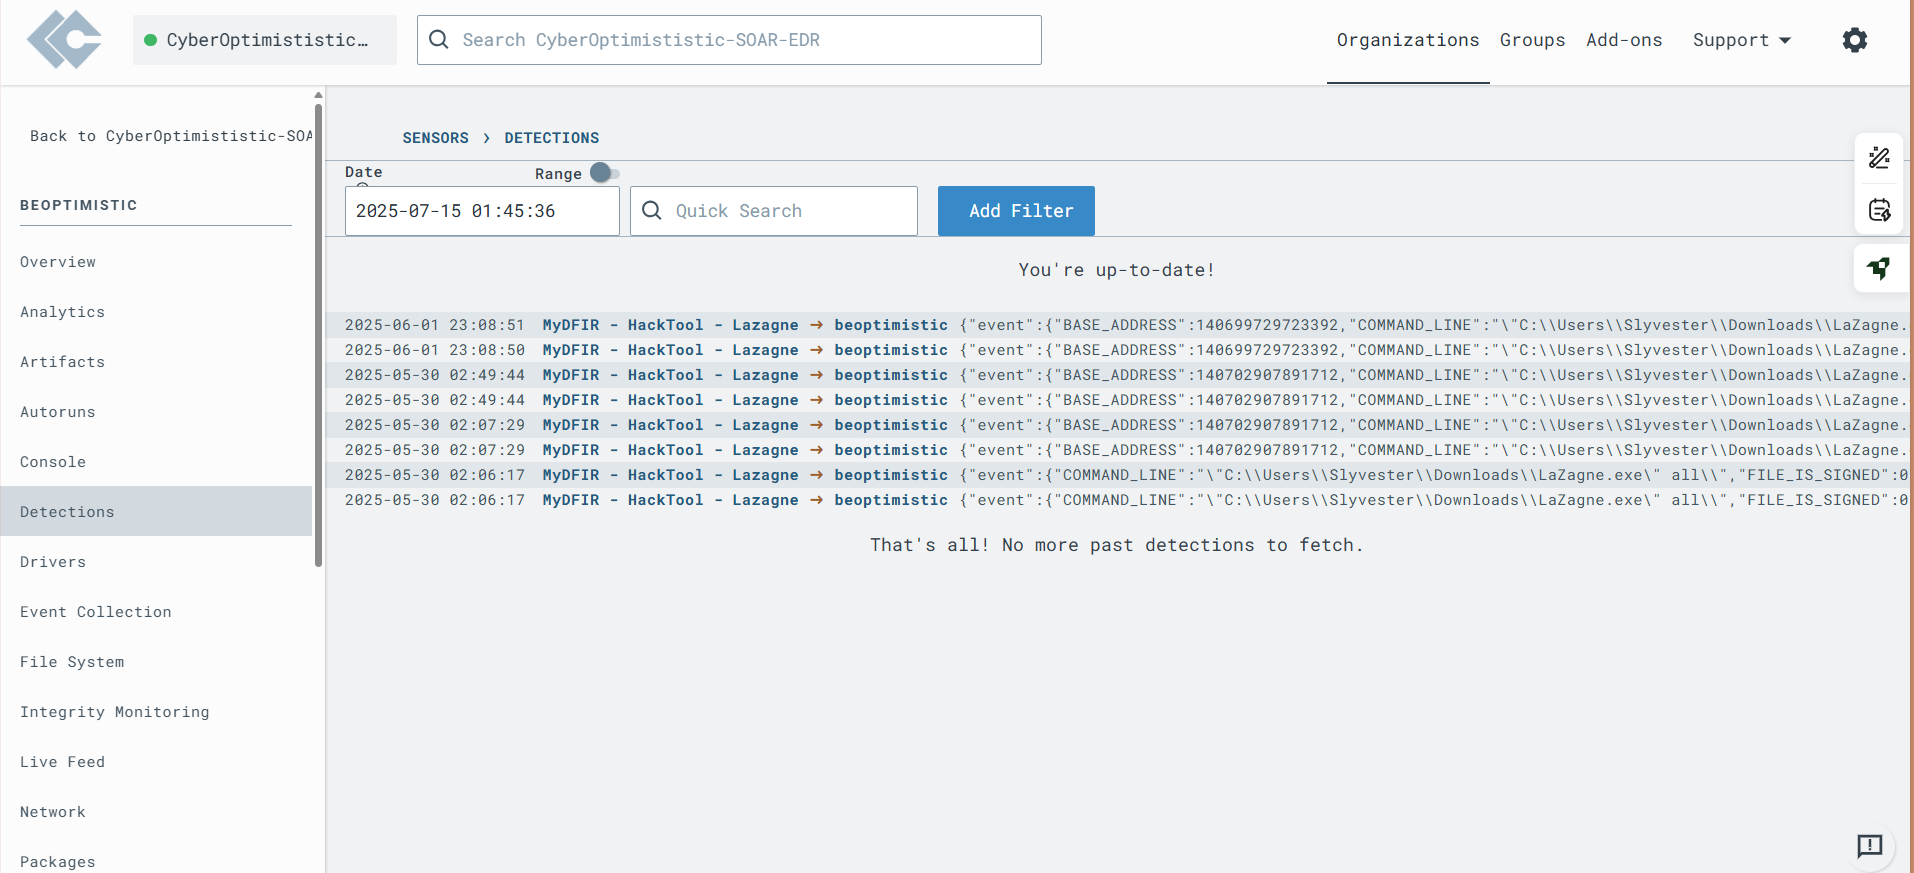 CyberOptimististic…
Search CyberOptimististic-SOAR-EDR
Organizations
Groups
Add-ons
Support
Back to CyberOptimististic-SOA
BEOPTIMISTIC
Overview
Analytics
Artifacts
Autoruns
Console
Detections
Drivers
Event Collection
File System
Integrity Monitoring
Live Feed
Network
Packages
SENSORS > DETECTIONS
Date
Range
2025-07-15 01:45:36
Quick Search
Add Filter
You're up-to-date!
2025-06-01 23:08:51 MyDFIR - HackTool - Lazagne → beoptimistic {"event":{"BASE_ADDRESS":140699729723392,"COMMAND_LINE":"\"C:\\Users\\Slyvester\\Downloads\\LaZagne.
2025-06-01 23:08:50 MyDFIR - HackTool - Lazagne → beoptimistic {"event":{"BASE_ADDRESS":140699729723392,"COMMAND_LINE":"\"C:\\Users\\Slyvester\\Downloads\\LaZagne.
2025-05-30 02:49:44 MyDFIR - HackTool - Lazagne → beoptimistic {"event":{"BASE_ADDRESS":140702907891712,"COMMAND_LINE":"\"C:\\Users\\Slyvester\\Downloads\\LaZagne.
2025-05-30 02:49:44 MyDFIR - HackTool - Lazagne → beoptimistic {"event":{"BASE_ADDRESS":140702907891712,"COMMAND_LINE":"\"C:\\Users\\Slyvester\\Downloads\\LaZagne.
2025-05-30 02:07:29 MyDFIR - HackTool - Lazagne → beoptimistic {"event":{"BASE_ADDRESS":140702907891712,"COMMAND_LINE":"\"C:\\Users\\Slyvester\\Downloads\\LaZagne.
2025-05-30 02:07:29 MyDFIR - HackTool - Lazagne → beoptimistic {"event":{"BASE_ADDRESS":140702907891712,"COMMAND_LINE":"\"C:\\Users\\Slyvester\\Downloads\\LaZagne.
2025-05-30 02:06:17 MyDFIR - HackTool - Lazagne → beoptimistic {"event":{"COMMAND_LINE":"\"C:\\Users\\Slyvester\\Downloads\\LaZagne.exe\" all\\","FILE_IS_SIGNED":0
2025-05-30 02:06:17 MyDFIR - HackTool - Lazagne → beoptimistic {"event":{"COMMAND_LINE":"\"C:\\Users\\Slyvester\\Downloads\\LaZagne.exe\" all\\","FILE_IS_SIGNED":0
That's all! No more past detections to fetch.